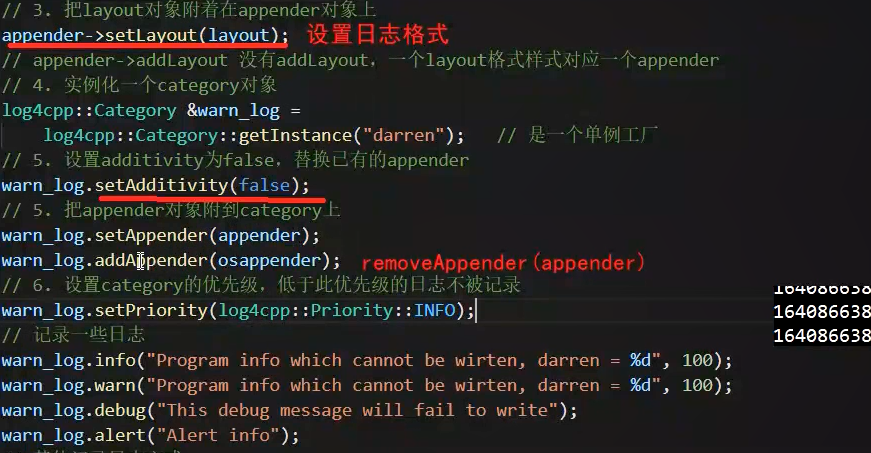 // 3. 把layout对象附着在appender对象上
appender->setLayout(layout); 设置日志格式
// appender->addLayout 没有addLayout，一个layout格式样式对应一个appender
// 4. 实例化一个category对象
log4cpp::Category &warn_log =
log4cpp::Category::getInstance("darren"); // 是一个单例工厂
// 5. 设置additivity为false，替换已有的appender
warn_log.setAdditivity(false);
// 5. 把appender对象附到category上
warn_log.setAppender(appender);
warn_log.addAppender(osappender); removeAppender(appender)
// 6. 设置category的优先级，低于此优先级的日志不被记录
warn_log.setPriority(log4cpp::Priority::INFO);
164086638
164086638
// 记录一些日志
164086638
warn_log.info("Program info which cannot be wirten, darren = %d", 100);
warn_log.warn("Program info which cannot be wirten, darren = %d", 100);
warn_log.debug("This debug message will fail to write");
warn_log.alert("Alert info");